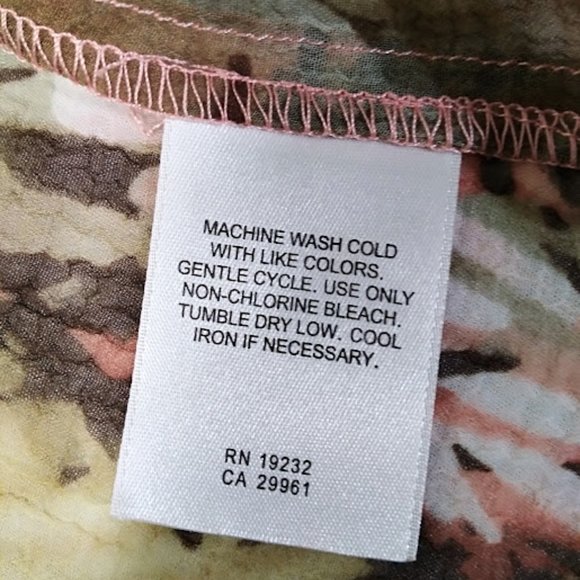 MACHINE WASH COLD
WITH LIKE COLORS.
GENTLE CYCLE. USE ONLY
NON-CHLORINE BLEACH.
TUMBLE DRY LOW. COOL
IRON IF NECESSARY.
RN 19232
CA 29961